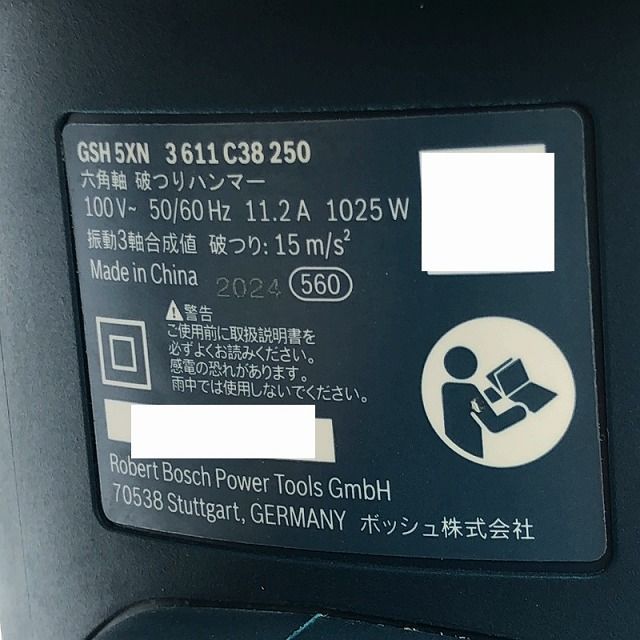 GSH 5XN 3 611 C38 250
六角軸 破つりハンマー
100 V~ 50/60 Hz 11.2 A 1025 W
振動3軸合成値 破つり: 15 m/s²
Made in China 2024 560
警告
ご使用前に取扱説明書を
必ずよくお読みください。
感電の恐れがあります。
雨中では使用しないでください。
Robert Bosch Power Tools GmbH
70538 Stuttgart, GERMANY ボッシュ株式会社